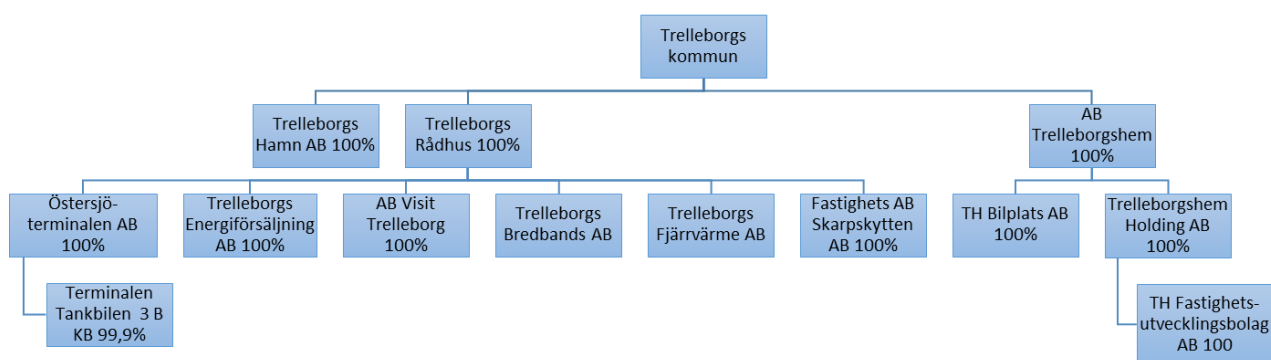 Trelleborgs
kommun
Trelleborgs
Hamn AB 100%
Trelleborgs
Rådhus 100%
AB
Trelleborgshem
100%
Östersjö-
terminalen AB
100%
Trelleborgs
Energiförsäljning
AB 100%
AB Visit
Trelleborg
100%
Trelleborgs
Bredbands AB
Trelleborgs
Fjärrvärme AB
Fastighets AB
Skarpskytten
AB 100%
TH Bilplats AB
100%
Trelleborgshem
Holding AB
100%
Terminalen
Tankbilen 3 B
KB 99,9%
TH Fastighets-
utvecklingsbolag
AB 100